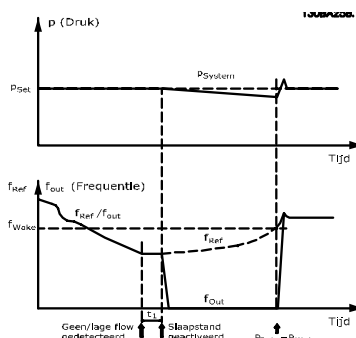 130BA256.
p (Druk)
PSet
PSystem
Tijd
fRef
fout (Frequentie)
fRef/fout
fWake
fRef
t1
fOut
Tijd
Geen/lage flow
gedetecteerd
Slaapstand
geactiveerd